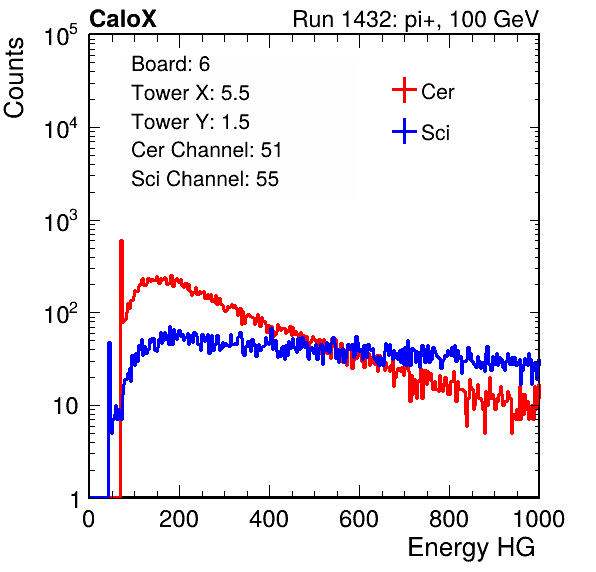 CaloX Run 1432: pi+, 100 GeV
Counts
10^5
10^4
10^3
10^2
10
1
Board: 6
Tower X: 5.5
Tower Y: 1.5
Cer Channel: 51
Sci Channel: 55
Cer
Sci
0 200 400 600 800 1000
Energy HG